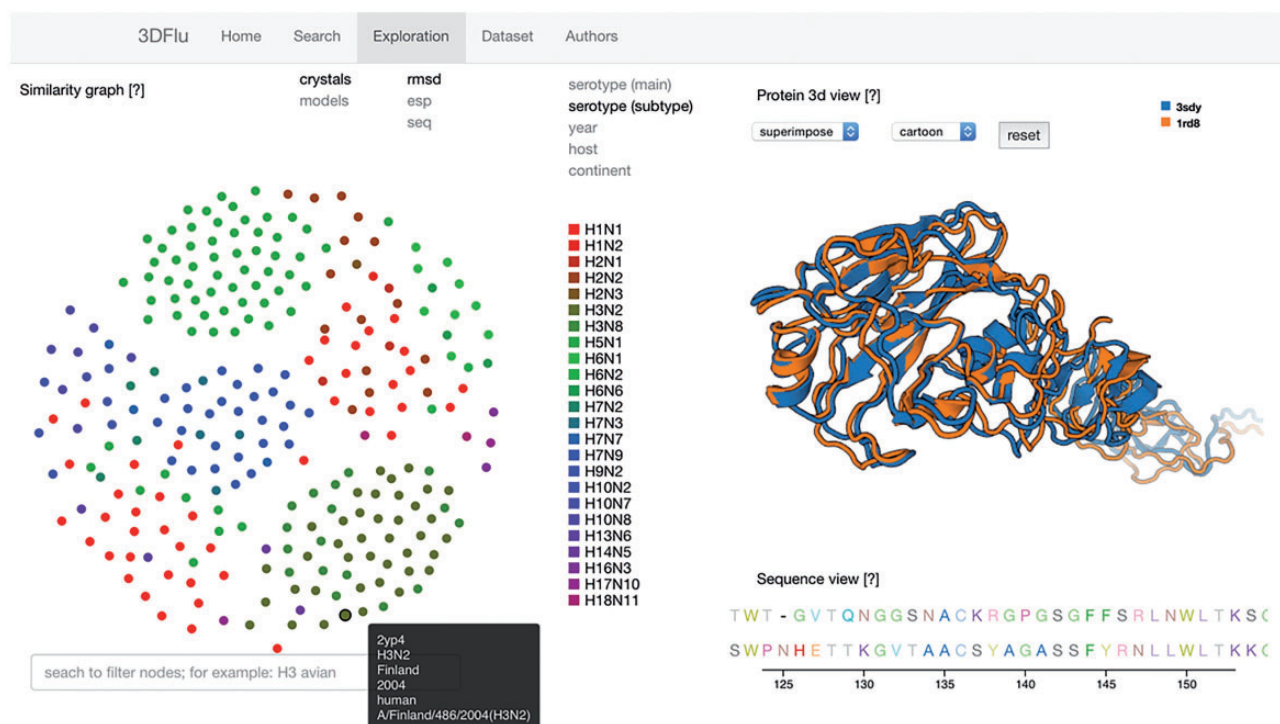 3DFlu Home Search Exploration Dataset Authors
Similarity graph [?]
crystals
models
rmsd
esp
seq
serotype (main)
serotype (subtype)
year
host
continent
H1N1
H1N2
H2N1
H2N2
H2N3
H3N2
H3N8
H5N1
H6N1
H6N2
H6N6
H7N2
H7N3
H7N7
H7N9
H9N2
H10N2
H10N7
H10N8
H13N6
H14N5
H16N3
H17N10
H18N11
seach to filter nodes; for example: H3 avian
2yp4
H3N2
Finland
2004
human
A/Finland/486/2004(H3N2)
Protein 3d view [?]
superimpose cartoon reset
3sdy
1rd8
Sequence view [?]
TWT-GVTQNGGSNACKRGPGSGFFSRLNWLTKS
SWPNHETTKGVTAACSYAGASSFYRNLLWLTKK
125 130 135 140 145 150